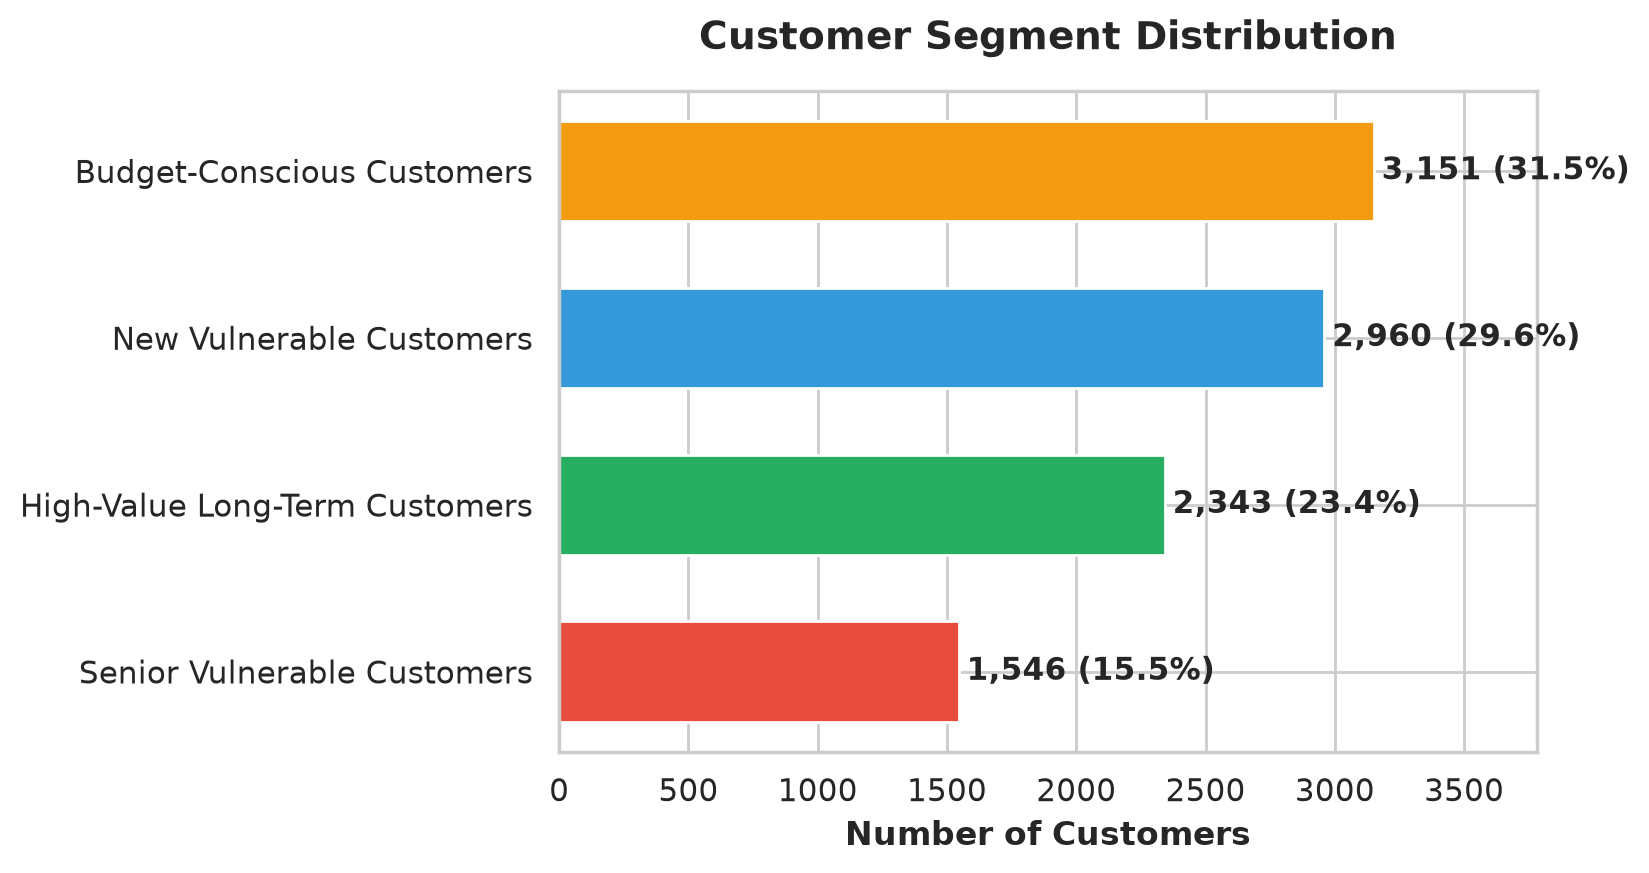 Customer Segment Distribution
Budget-Conscious Customers
3,151 (31.5%)
New Vulnerable Customers
2,960 (29.6%)
High-Value Long-Term Customers
2,343 (23.4%)
Senior Vulnerable Customers
1,546 (15.5%)
0 500 1000 1500 2000 2500 3000 3500
Number of Customers